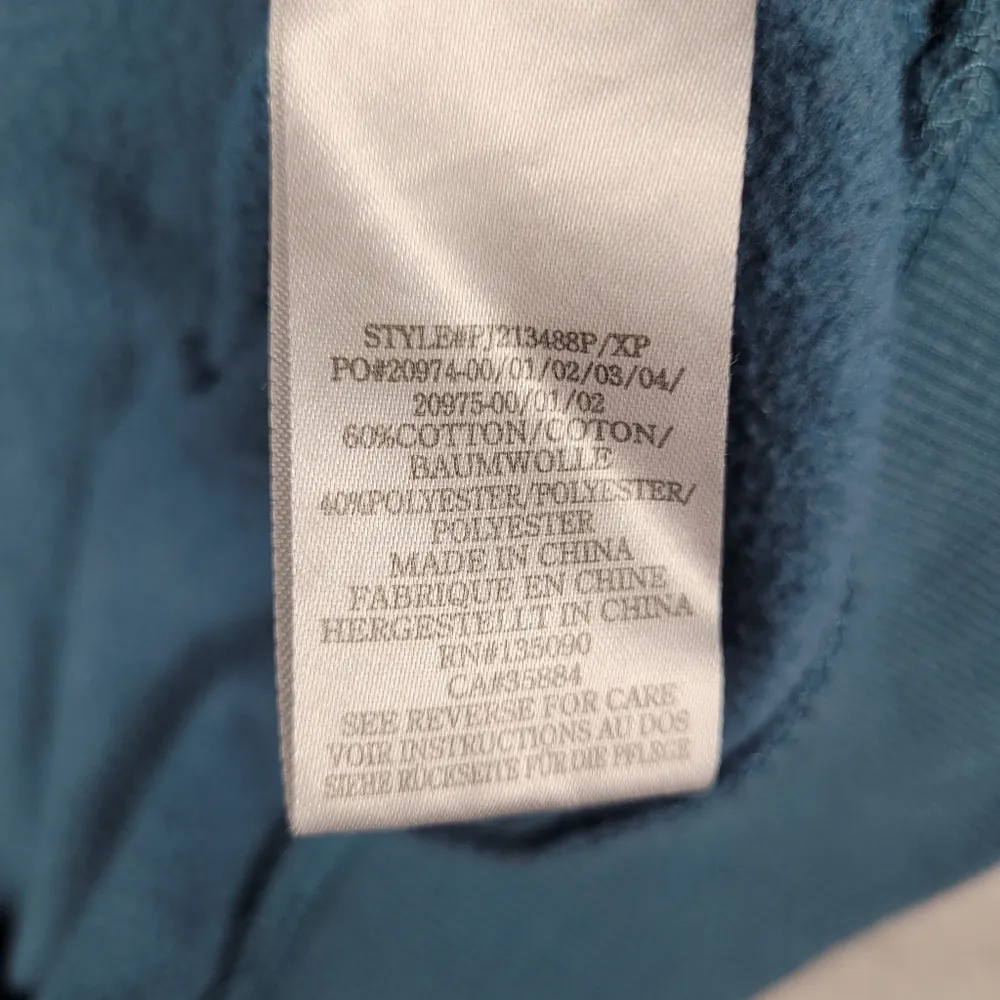 STYLE#PJ213488P/XP
PO#20974-00/01/02/03/04/
20975-00/01/02
60%COTTON/COTON/
BAUMWOLLE
40%POLYESTER/POLYESTER/
POLYESTER
MADE IN CHINA
FABRIQUE EN CHINE
HERGESTELLT IN CHINA
RN#135090
CA#35884
SEE REVERSE FOR CARE
VOIR INSTRUCTIONS AU DOS
SIEHE RÜCKSEITE FÜR DIE PFLEGE